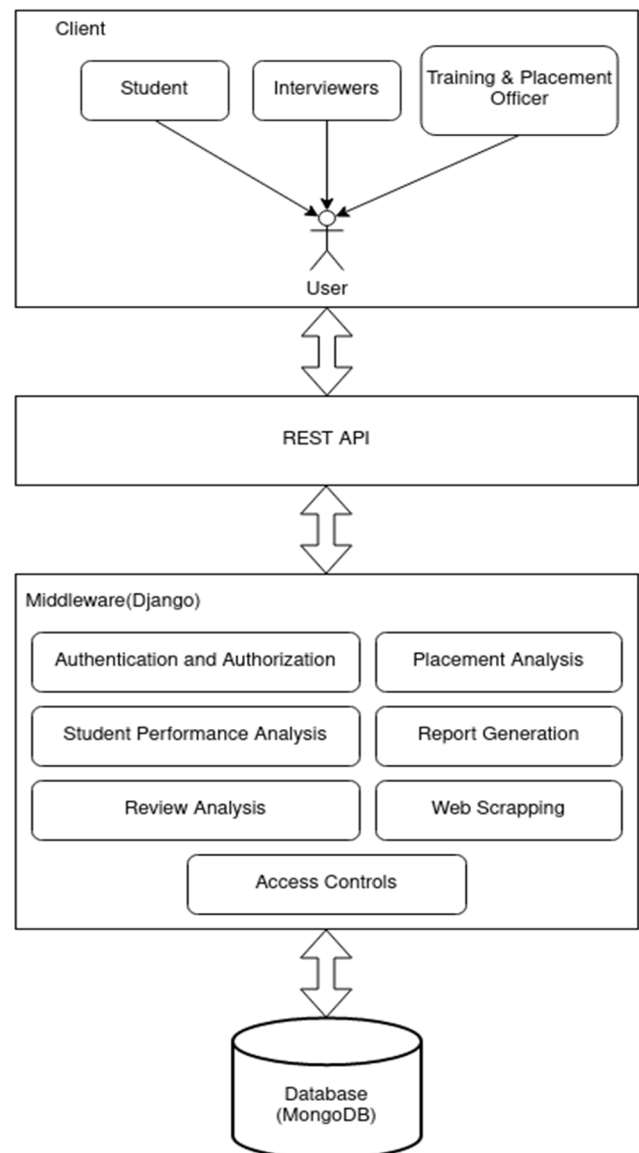 Client
Student
Interviewers
Training & Placement
Officer
User
REST API
Middleware(Django)
Authentication and Authorization
Placement Analysis
Student Performance Analysis
Report Generation
Review Analysis
Web Scrapping
Access Controls
Database
(MongoDB)